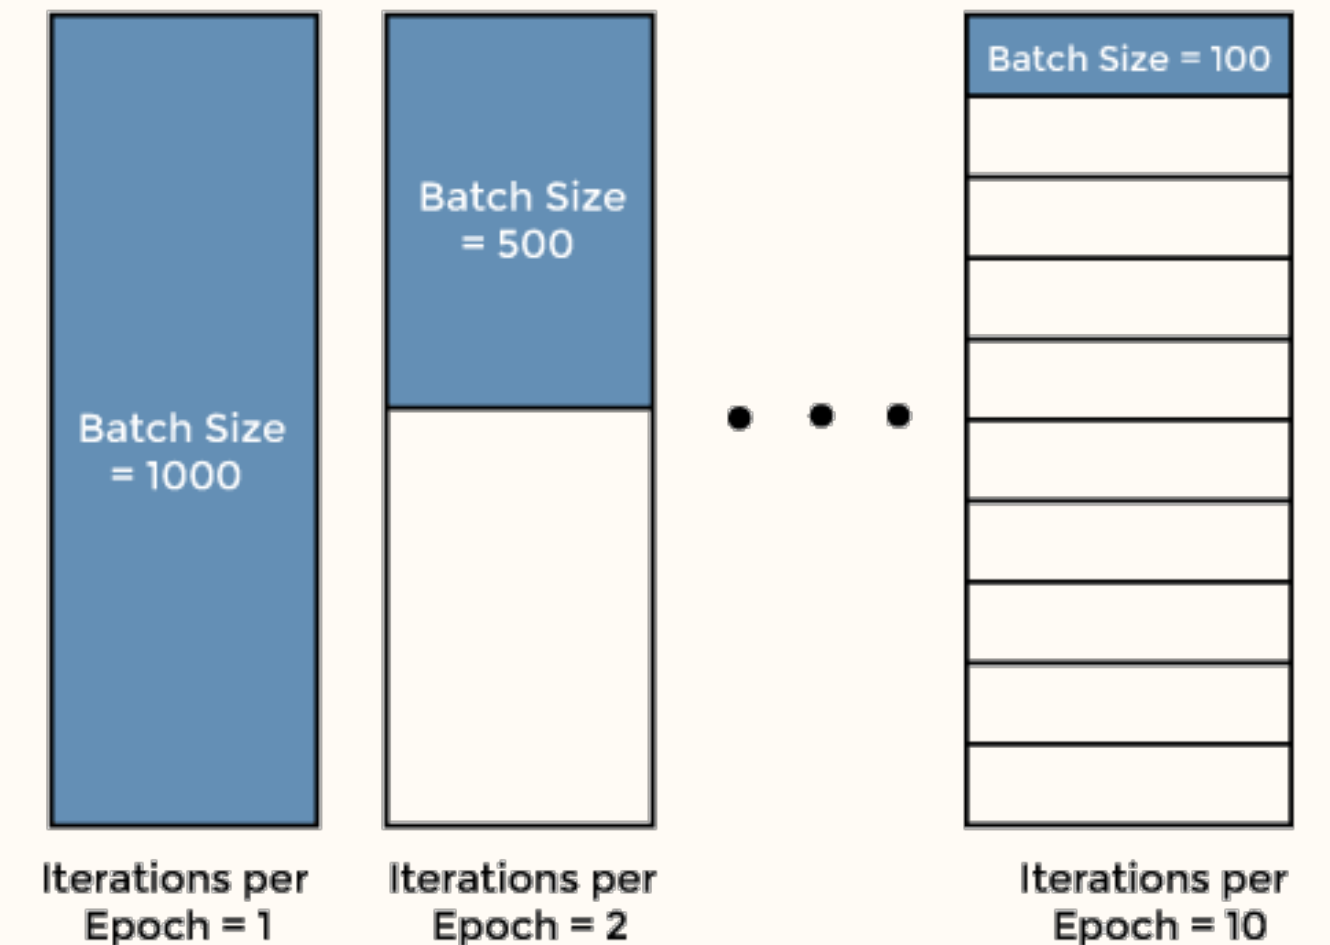 Batch Size
= 1000
Iterations per
Epoch = 1
Batch Size
= 500
Iterations per
Epoch = 2
Batch Size = 100
Iterations per
Epoch = 10